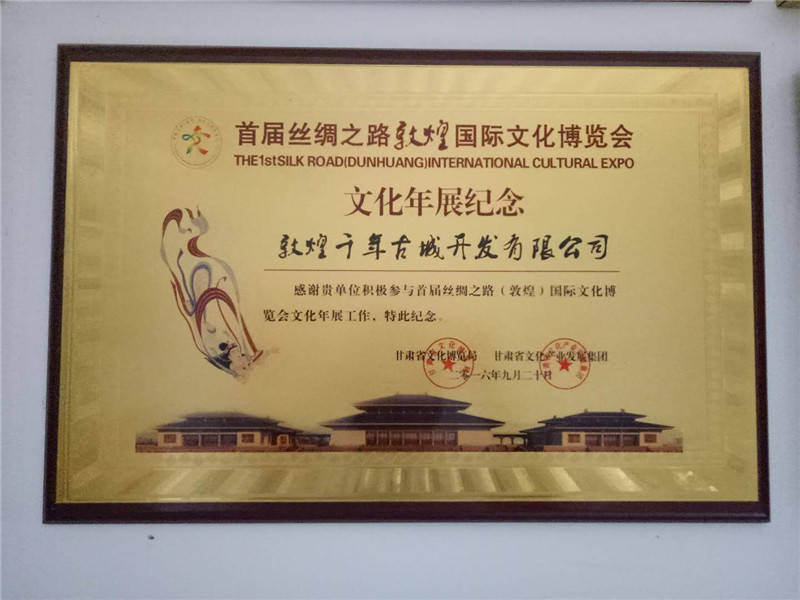 首届丝绸之路敦煌国际文化博览会
THE1stSILK ROAD(DUNHUANG)INTERNATIONAL CULTURAL EXPO
文化年展纪念
敦煌千年古城开发有限公司
感谢贵单位积极参与首届丝绸之路（敦煌）国际文化博
览会文化年展工作，特此纪念。
甘肃省文化博览局 甘肃省文化产业发展集团
二零一六年九月二十日